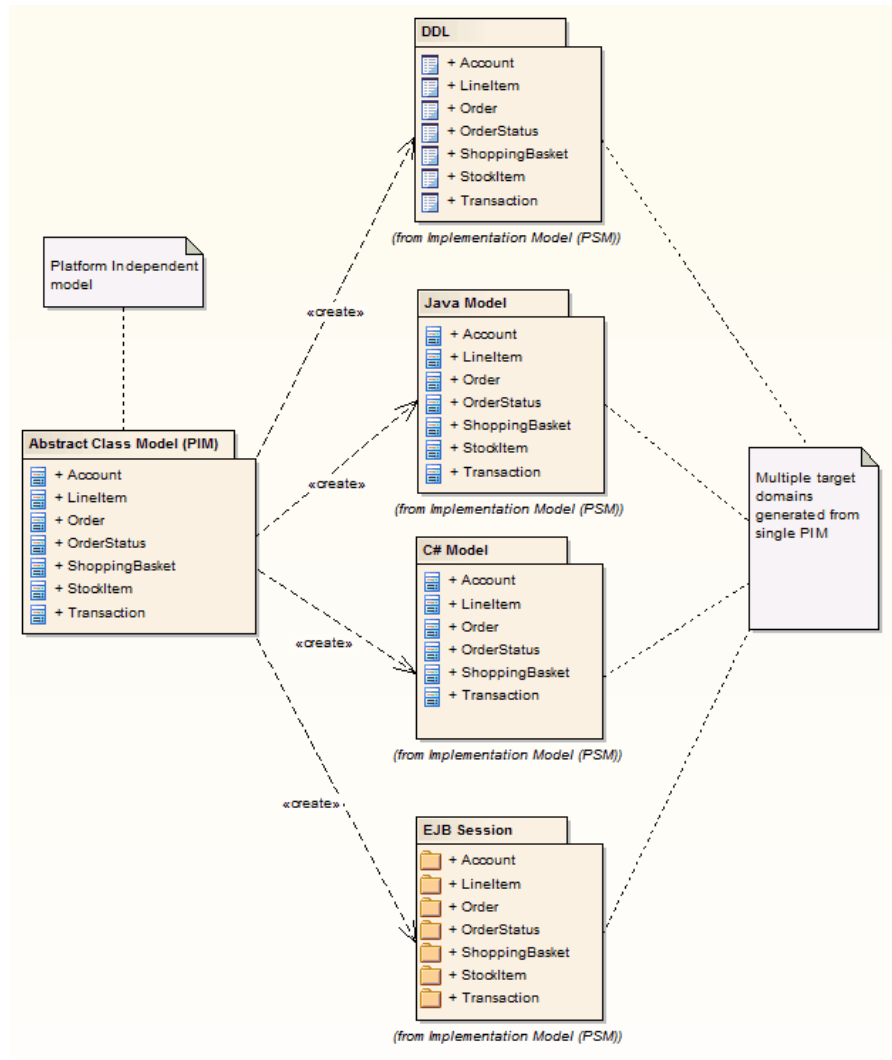 DDL
+ Account
+ LineItem
+ Order
+ OrderStatus
+ ShoppingBasket
+ StockItem
+ Transaction
(from Implementation Model (PSM))
Platform Independent
model
«create»
Java Model
+ Account
+ LineItem
+ Order
+ OrderStatus
+ ShoppingBasket
+ StockItem
+ Transaction
(from Implementation Model (PSM))
«create»
Abstract Class Model (PIM)
+ Account
+ LineItem
+ Order
+ OrderStatus
+ ShoppingBasket
+ StockItem
+ Transaction
Multiple target
domains
generated from
single PIM
C# Model
+ Account
+ LineItem
+ Order
+ OrderStatus
+ ShoppingBasket
+ Transaction
(from Implementation Model (PSM))
«create»
«create»
EJB Session
+ Account
+ LineItem
+ Order
+ OrderStatus
+ ShoppingBasket
+ StockItem
+ Transaction
(from Implementation Model (PSM))